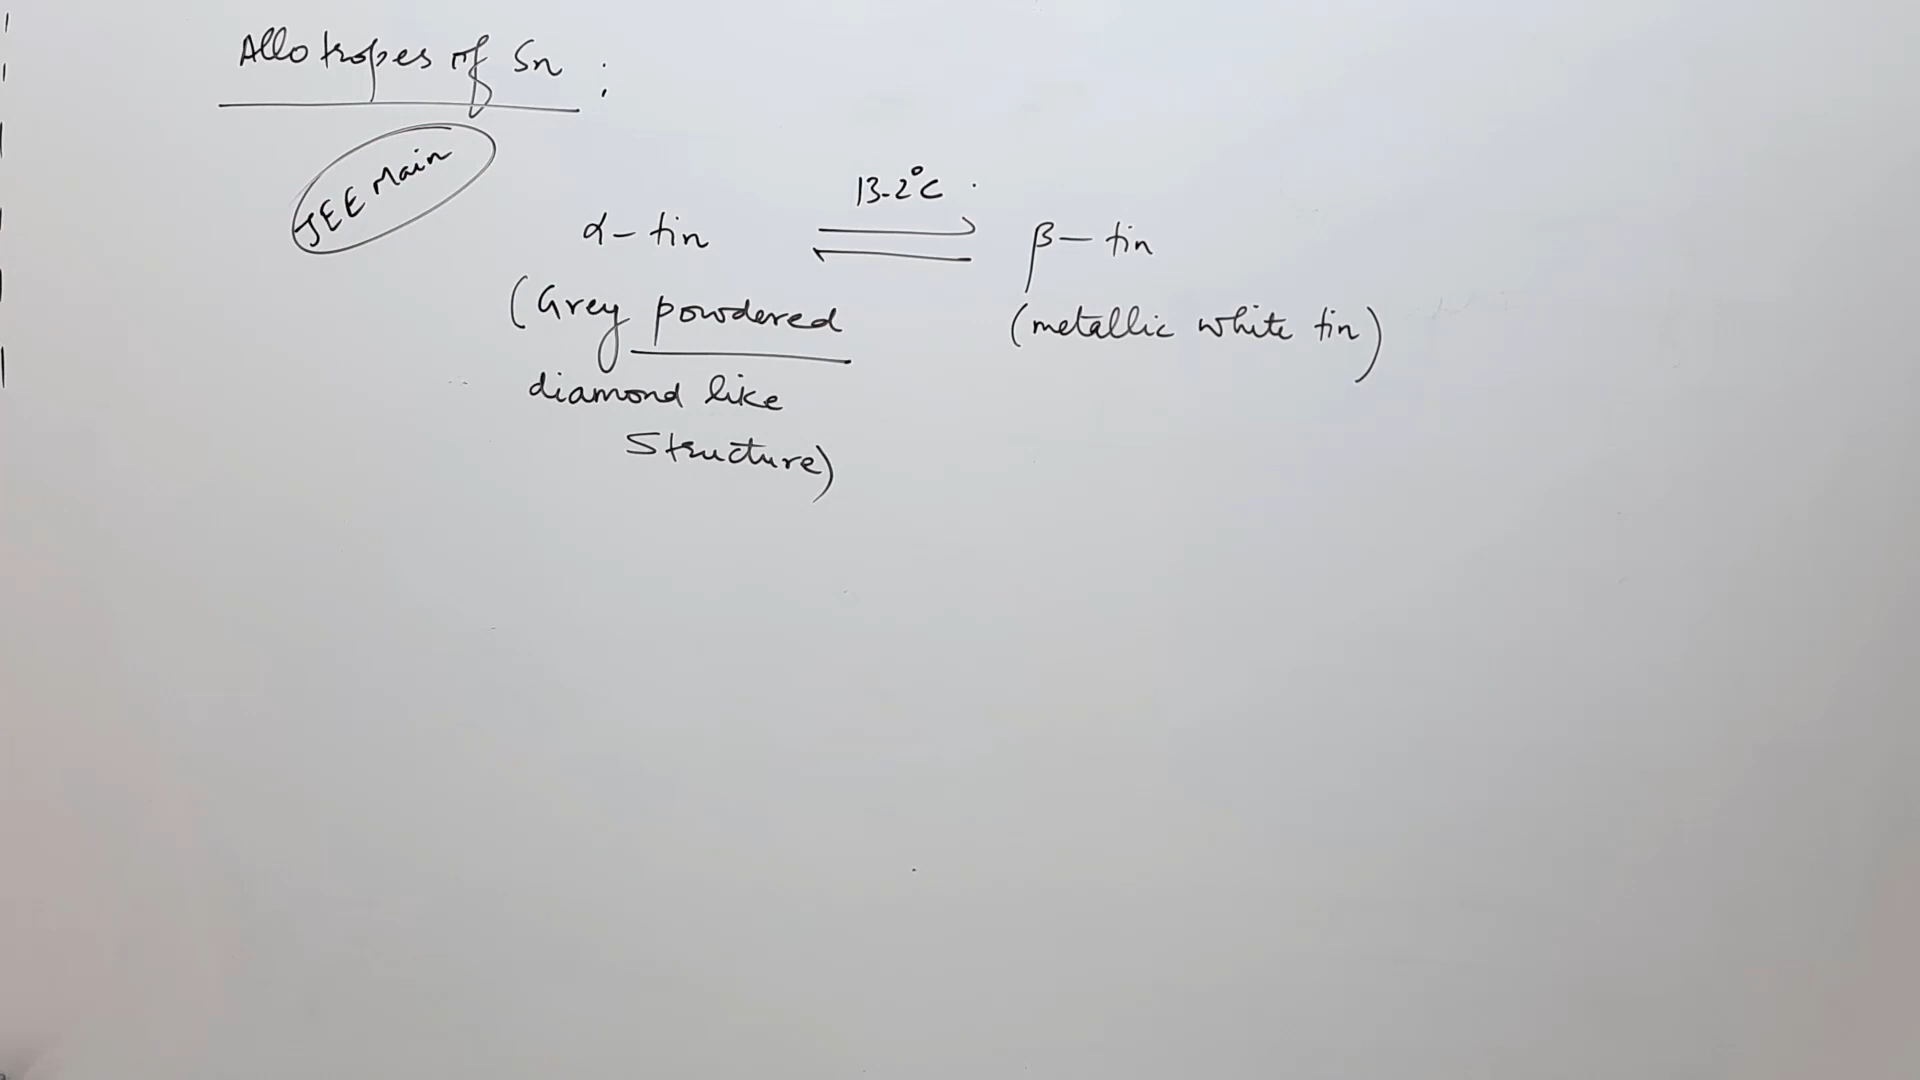 Allotropes of Sn :
JEE Main
13.2°C
α- tin ⇌ β- tin
(Grey powdered (metallic white tin)
diamond like
Structure)